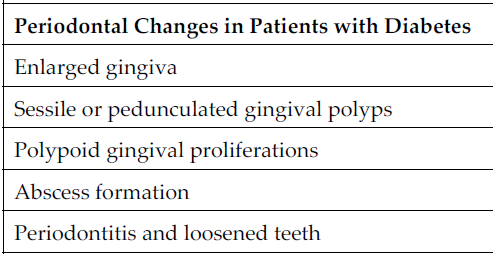 Periodontal Changes in Patients with Diabetes
Enlarged gingiva
Sessile or pedunculated gingival polyps
Polypoid gingival proliferations
Abscess formation
Periodontitis and loosened teeth